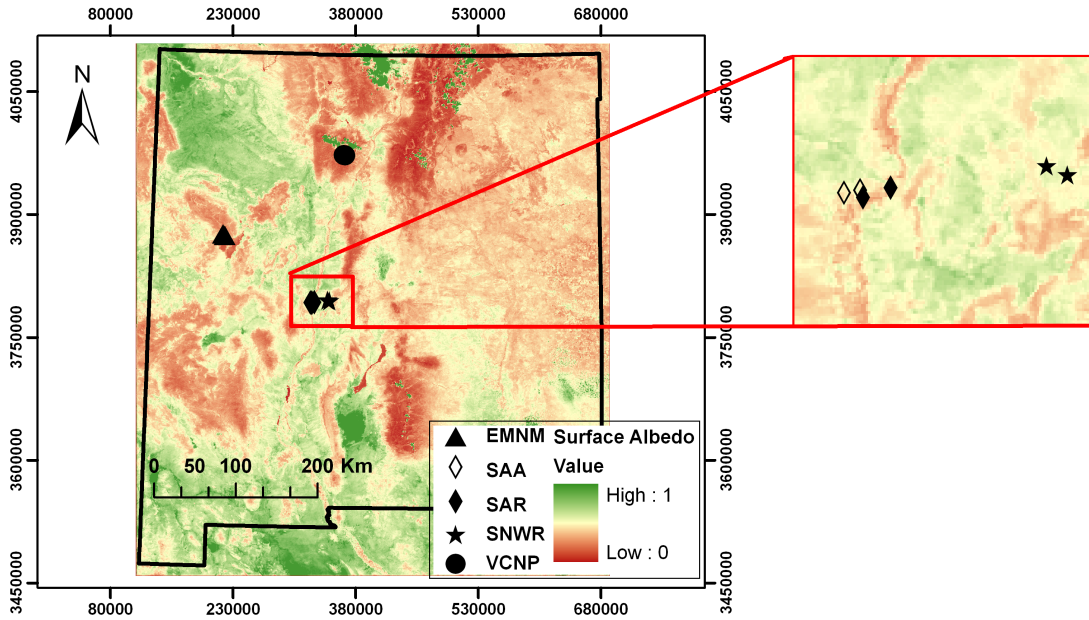 80000 230000 380000 530000 680000
N
4050000 3900000 3750000 3600000 3450000
4050000 3900000 3750000 3600000 3450000
0 50 100 200 Km
EMNM
SAA
SAR
SNWR
VCNP
Surface Albedo
Value
High : 1
Low : 0
80000 230000 380000 530000 680000